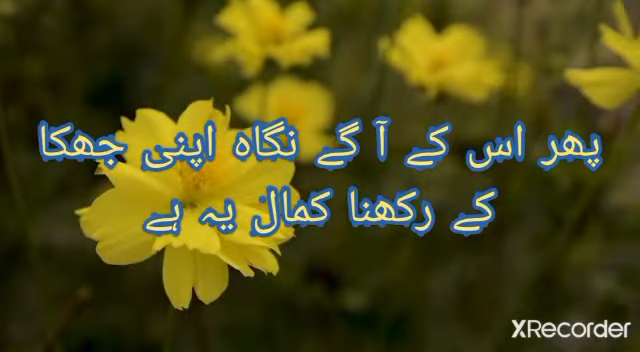 پھر اس کے آ گے نگاہ اپنی جھکا
کے رکھنا کمال یہ ہے
XRecorder